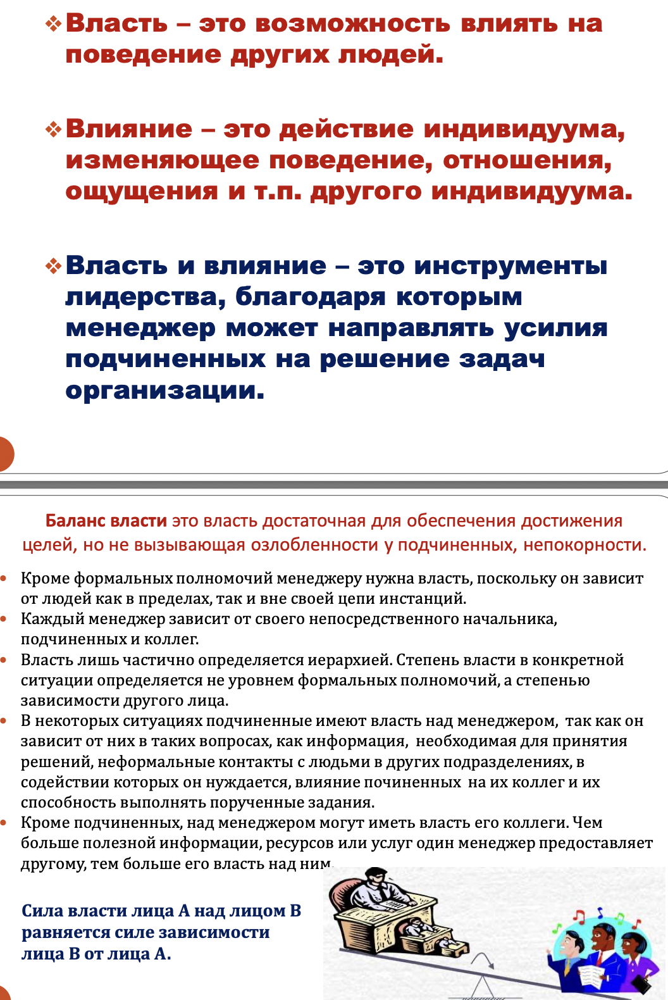 Власть – это возможность влиять на
поведение других людей.
Влияние – это действие индивидуума,
изменяющее поведение, отношения,
ощущения и т.п. другого индивидуума.
Власть и влияние – это инструменты
лидерства, благодаря которым
менеджер может направлять усилия
подчиненных на решение задач
организации.
Баланс власти это власть достаточная для обеспечения достижения
целей, но не вызывающая озлобленности у подчиненных, непокорности.
• Кроме формальных полномочий менеджеру нужна власть, поскольку он зависит
от людей как в пределах, так и вне своей цепи инстанций.
• Каждый менеджер зависит от своего непосредственного начальника,
подчиненных и коллег.
• Власть лишь частично определяется иерархией. Степень власти в конкретной
ситуации определяется не уровнем формальных полномочий, а степенью
зависимости другого лица.
• В некоторых ситуациях подчиненные имеют власть над менеджером, так как он
зависит от них в таких вопросах, как информация, необходимая для принятия
решений, неформальные контакты с людьми в других подразделениях, в
содействии которых он нуждается, влияние починенных на их коллег и их
способность выполнять порученные задания.
• Кроме подчиненных, над менеджером могут иметь власть его коллеги. Чем
больше полезной информации, ресурсов или услуг один менеджер предоставляет
другому, тем больше его власть над ним.
Сила власти лица А над лицом В
равняется силе зависимости
лица В от лица А.